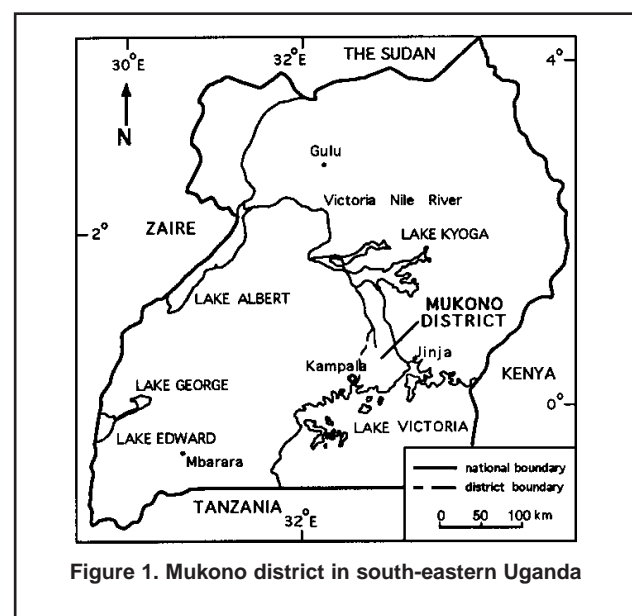 30°E
32°E
THE SUDAN
4°
N
Gulu
Victoria Nile River
ZAIRE
LAKE KYOGA
2°
LAKE ALBERT
MUKONO
DISTRICT
Kampala
Jinja
KENYA
LAKE GEORGE
0°
LAKE EDWARD
LAKE VICTORIA
Mbarara
national boundary
district boundary
TANZANIA
0 50 100 km
32°E
Figure 1. Mukono district in south-eastern Uganda